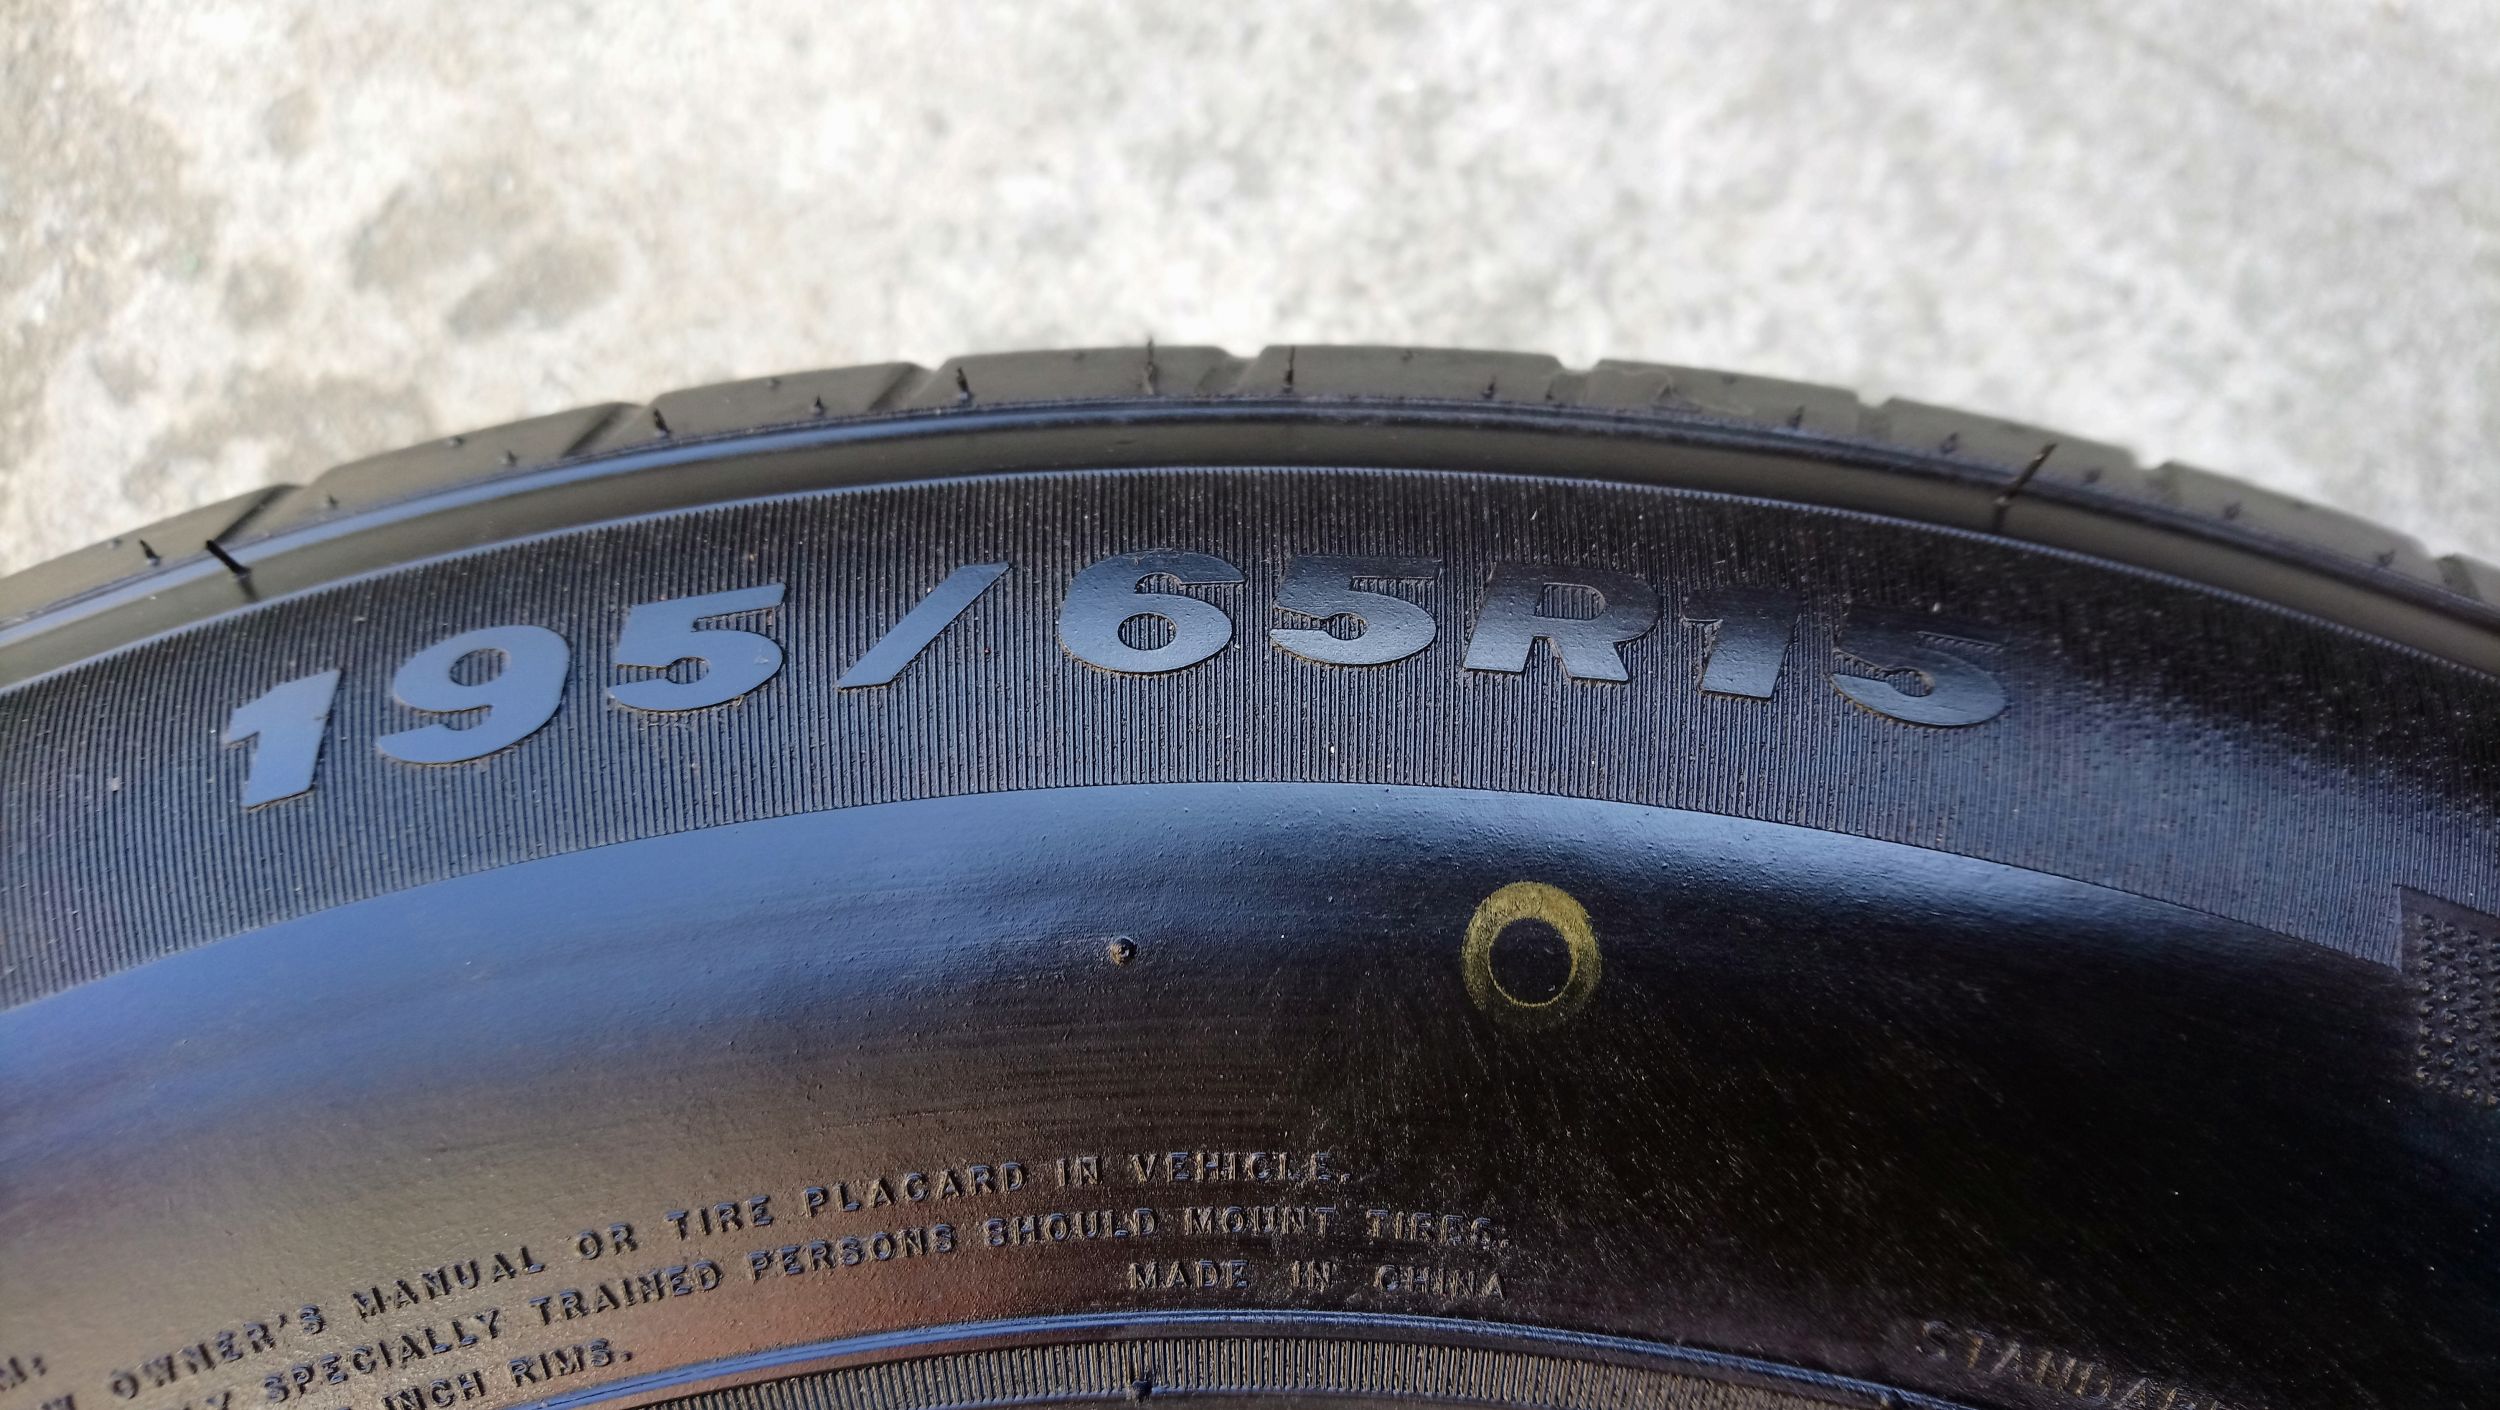 195/65R15
OWNER'S MANUAL OR TIRE PLACARD IN VEHICLE.
SPECIALLY TRAINED PERSONS SHOULD MOUNT TIRES.
INCH RIMS.
MADE IN CHINA